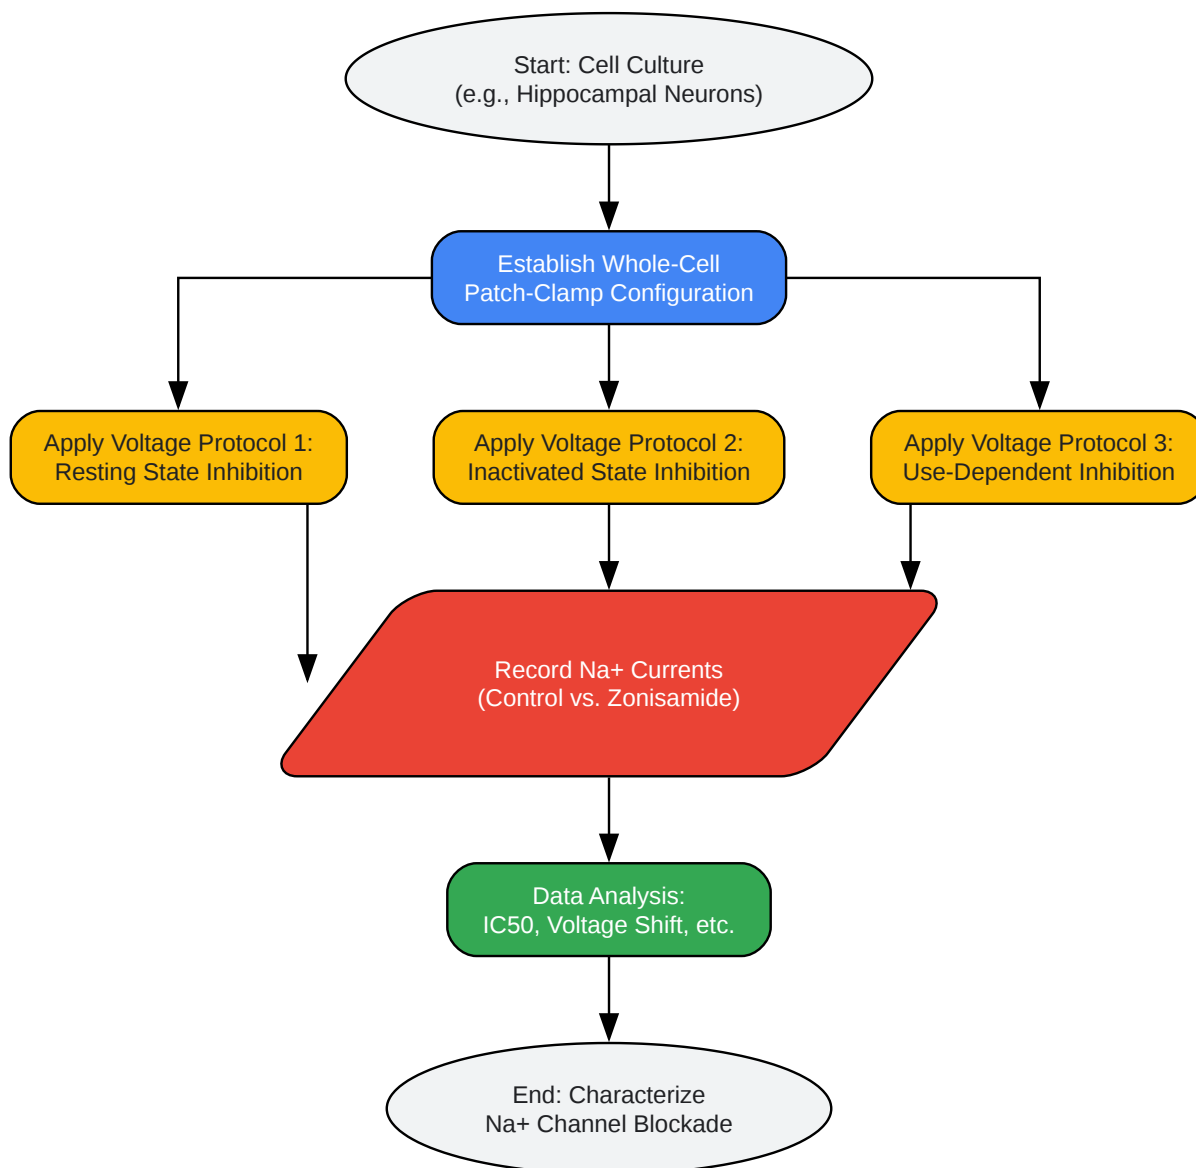 Start: Cell Culture
(e.g., Hippocampal Neurons)
Establish Whole-Cell
Patch-Clamp Configuration
Apply Voltage Protocol 1:
Resting State Inhibition
Apply Voltage Protocol 2:
Inactivated State Inhibition
Apply Voltage Protocol 3:
Use-Dependent Inhibition
Record Na+ Currents
(Control vs. Zonisamide)
Data Analysis:
IC50, Voltage Shift, etc.
End: Characterize
Na+ Channel Blockade